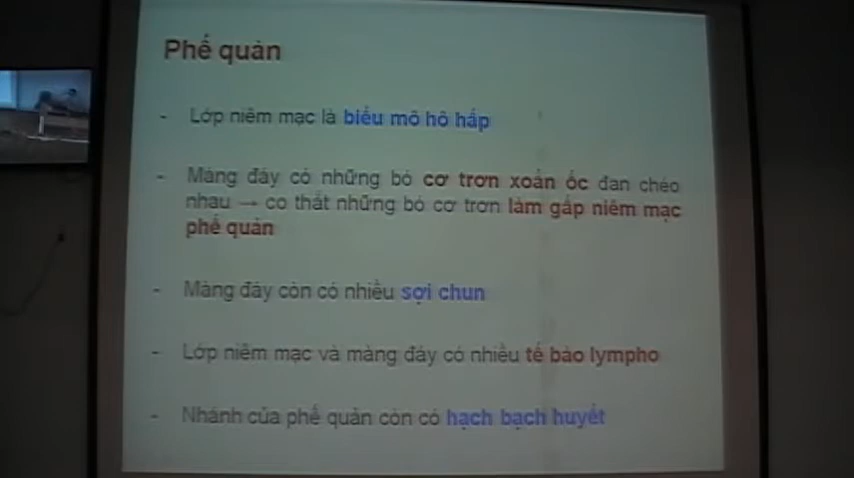 Phế quản
- Lớp niêm mạc là biểu mô hô hấp
- Màng đáy có những bó cơ trơn xoắn ốc đan chéo
nhau → co thắt những bó cơ trơn làm gấp niêm mạc
phế quản
- Màng đáy còn có nhiều sợi chun
- Lớp niêm mạc và màng đáy có nhiều tế bào lympho
- Nhánh của phế quản còn có hạch bạch huyết